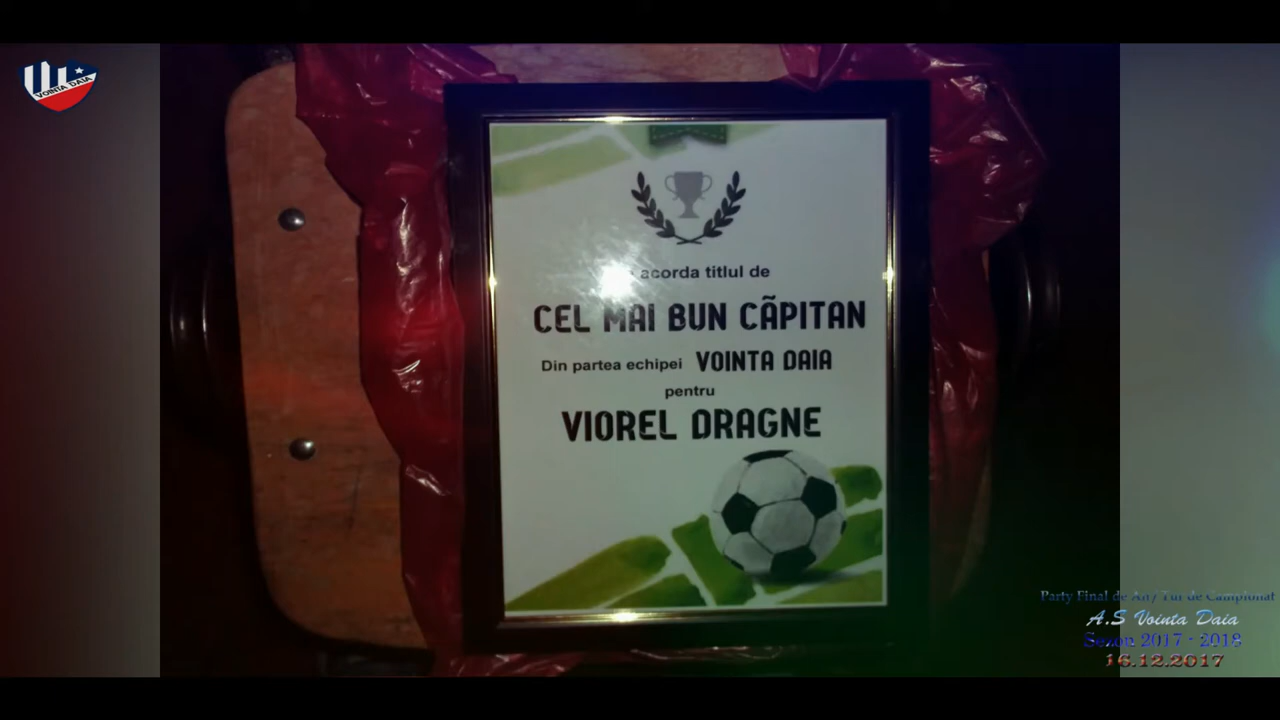 VOINTA DAIA
acorda titlul de
CEL MAI BUN CÃPITAN
Din partea echipei VOINTA DAIA
pentru
VIOREL DRAGNE
Party Final de An / Tur de Campionat
A.S Vointa Daia
Sezon 2017 - 2018
16.12.2017